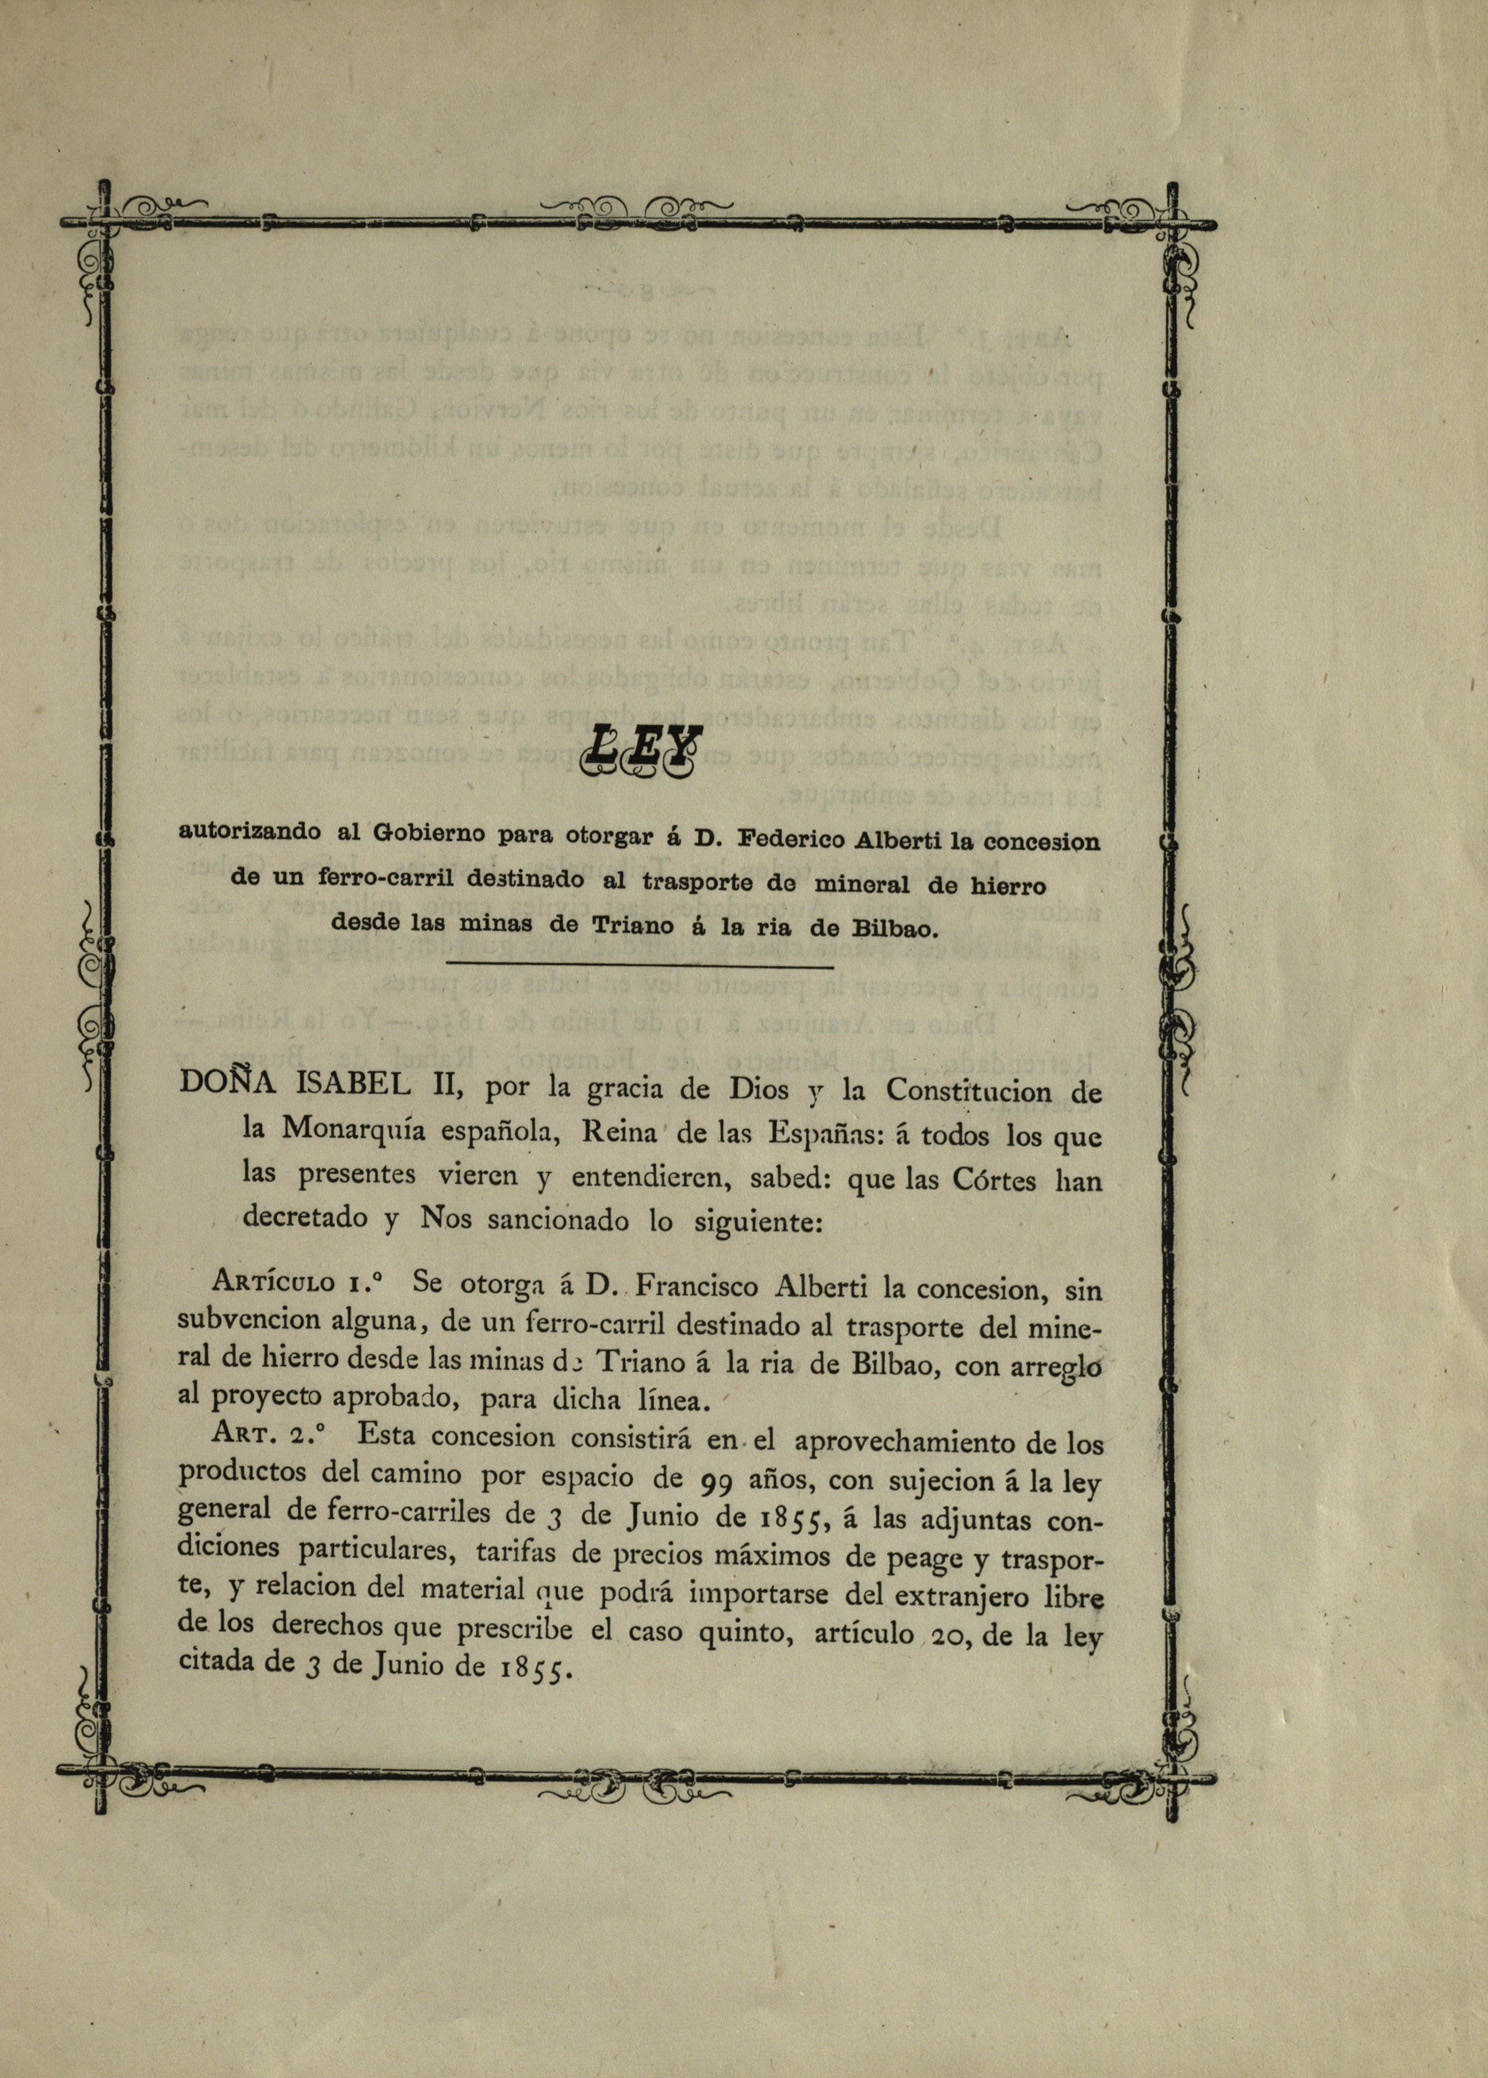 LEY
autorizando al Gobierno para otorgar á D. Federico Alberti la concesion
de un ferro-carril destinado al trasporte de mineral de hierro
desde las minas de Triano á la ria de Bilbao.
DOÑA ISABEL II, por la gracia de Dios y la Constitucion de
la Monarquía española, Reina de las Españas: á todos los que
las presentes vieren y entendieren, sabed: que las Córtes han
decretado y Nos sancionado lo siguiente:
ARTÍCULO 1.º Se otorga á D. Francisco Alberti la concesion, sin
subvencion alguna, de un ferro-carril destinado al trasporte del mine-
ral de hierro desde las minas de Triano á la ria de Bilbao, con arreglo
al proyecto aprobado, para dicha línea.
ART. 2.º Esta concesion consistirá en el aprovechamiento de los
productos del camino por espacio de 99 años, con sujecion á la ley
general de ferro-carriles de 3 de Junio de 1855, á las adjuntas con-
diciones particulares, tarifas de precios máximos de peage y traspor-
te, y relacion del material que podrá importarse del extranjero libre
de los derechos que prescribe el caso quinto, artículo 20, de la ley
citada de 3 de Junio de 1855.